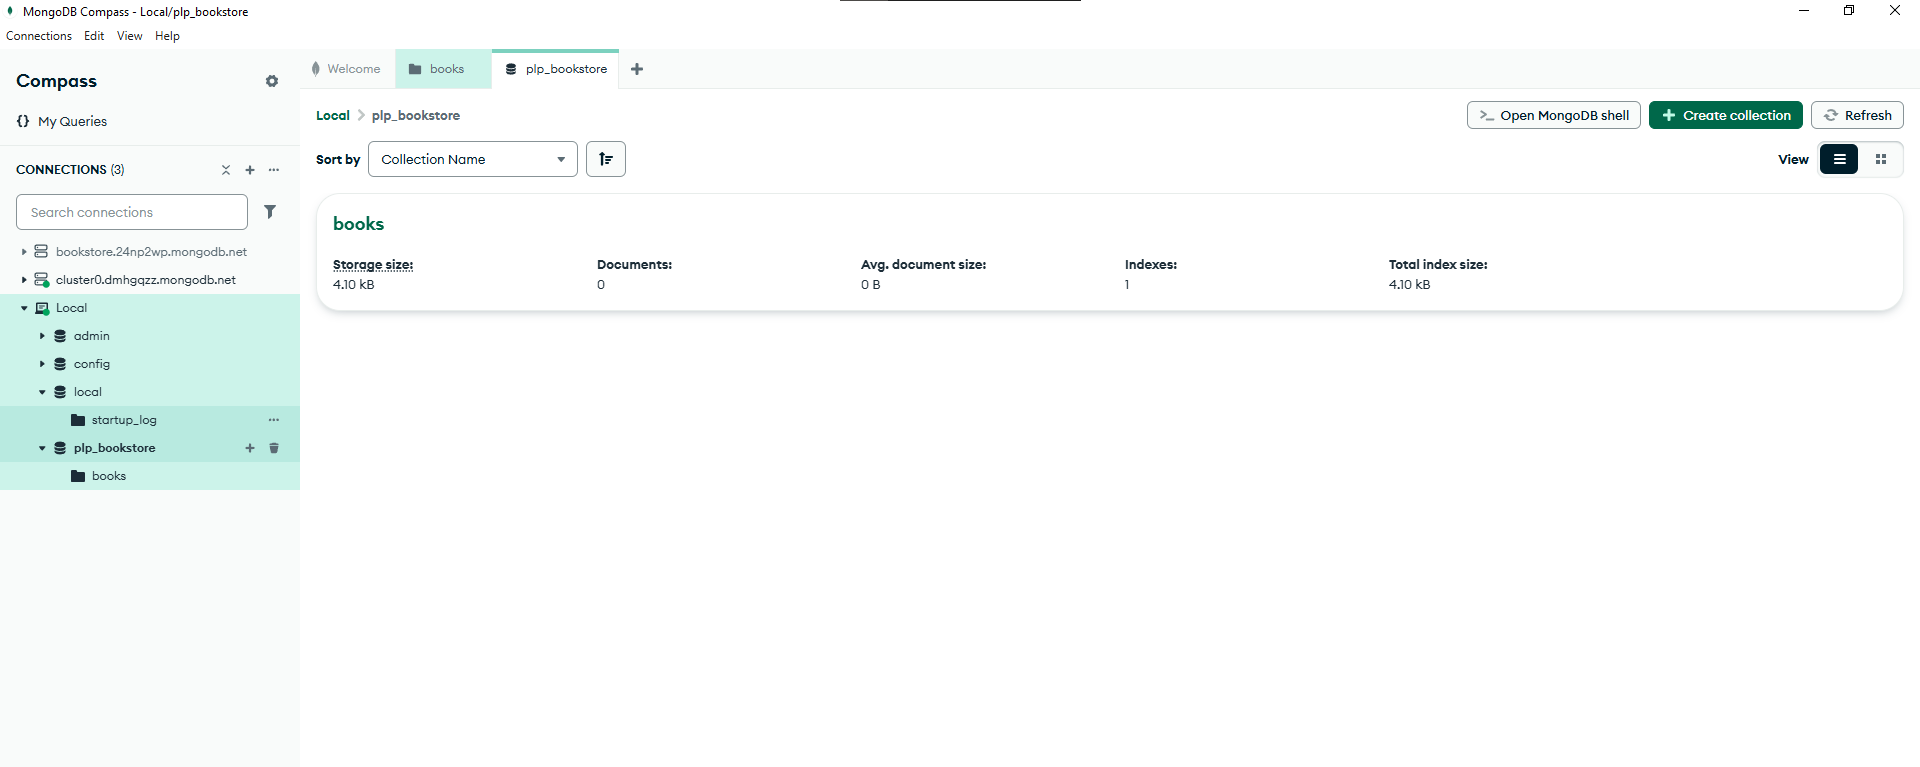 MongoDB Compass - Local/plp_bookstore
Connections Edit View Help
Compass
My Queries
CONNECTIONS (3)
Search connections
bookstore.24np2wp.mongodb.net
cluster0.dmhgqzz.mongodb.net
Local
admin
config
local
startup_log
plp_bookstore
books
Welcome books plp_bookstore
Local > plp_bookstore
>_ Open MongoDB shell + Create collection Refresh
Sort by Collection Name View
books
Storage size: Documents: Avg. document size: Indexes: Total index size:
4.10 kB 0 0 B 1 4.10 kB